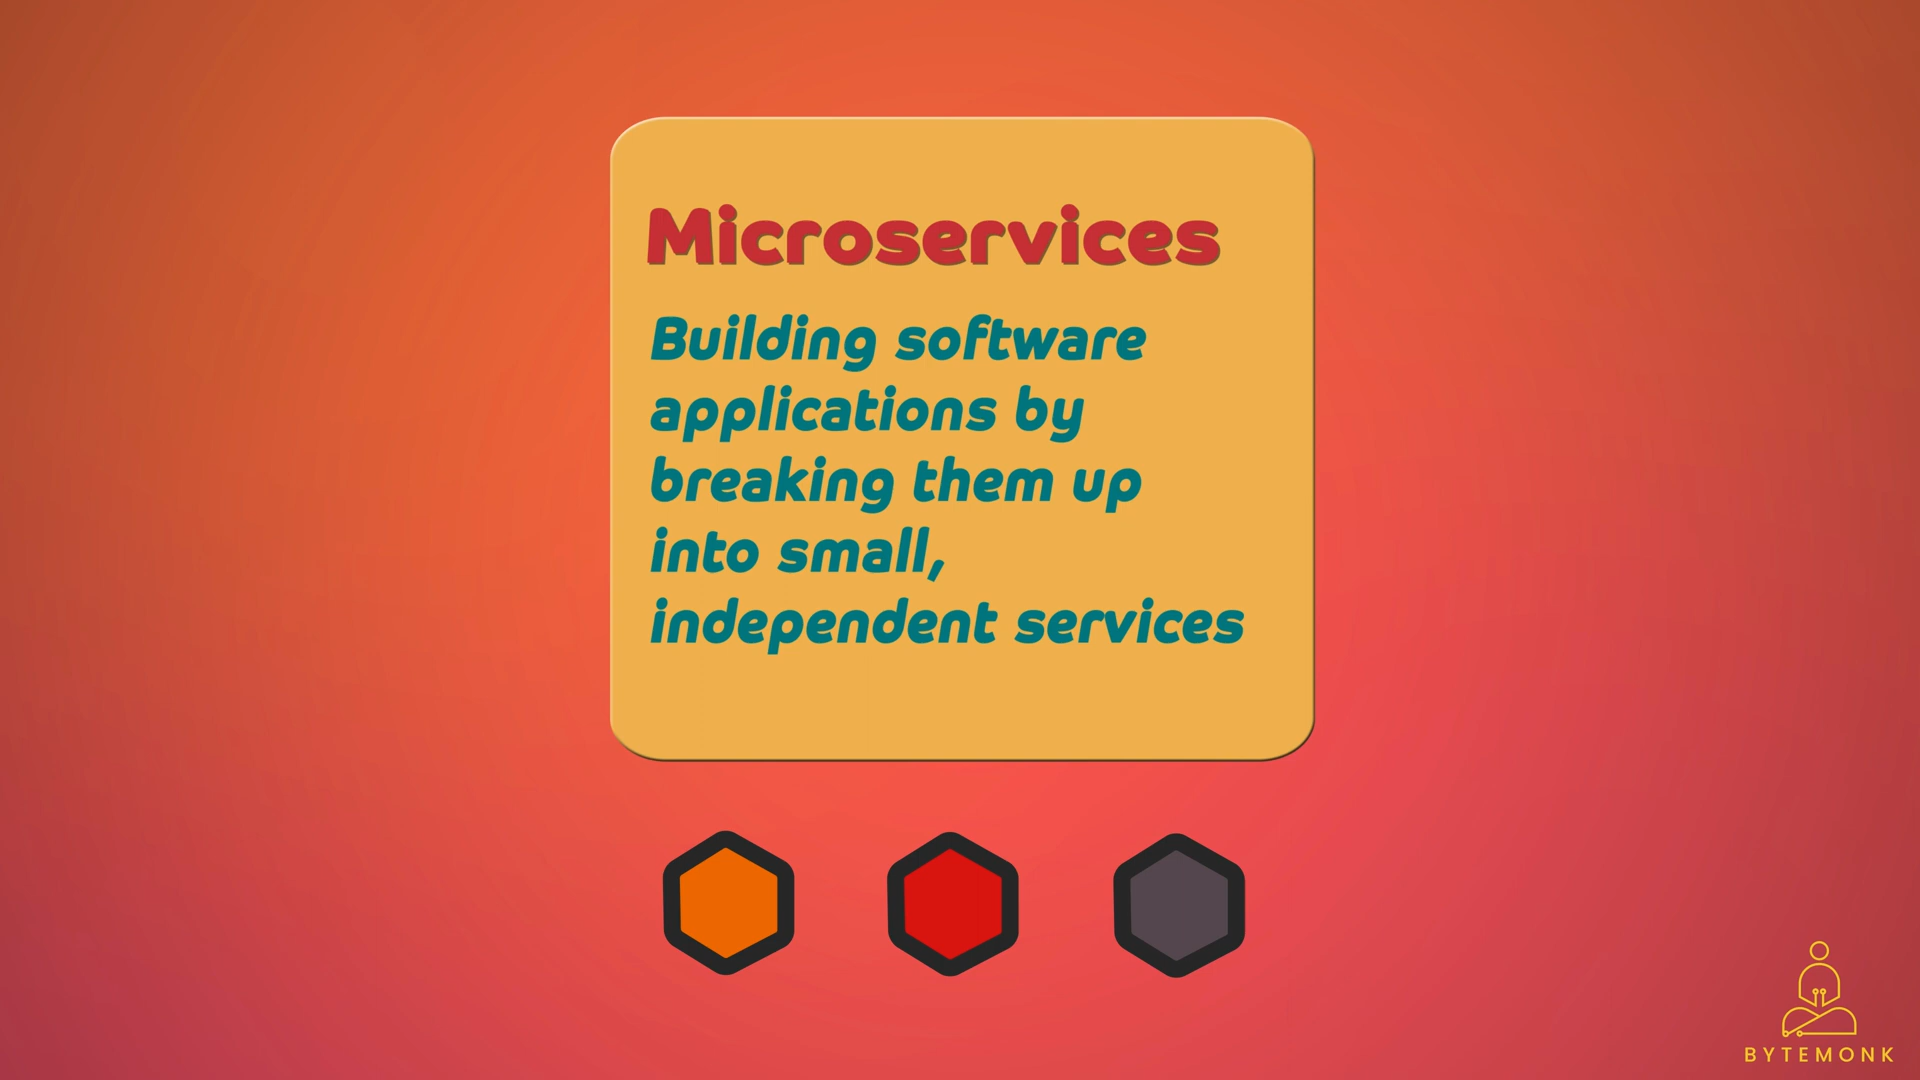 Microservices
Building software
applications by
breaking them up
into small,
independent services
BYTEMONK